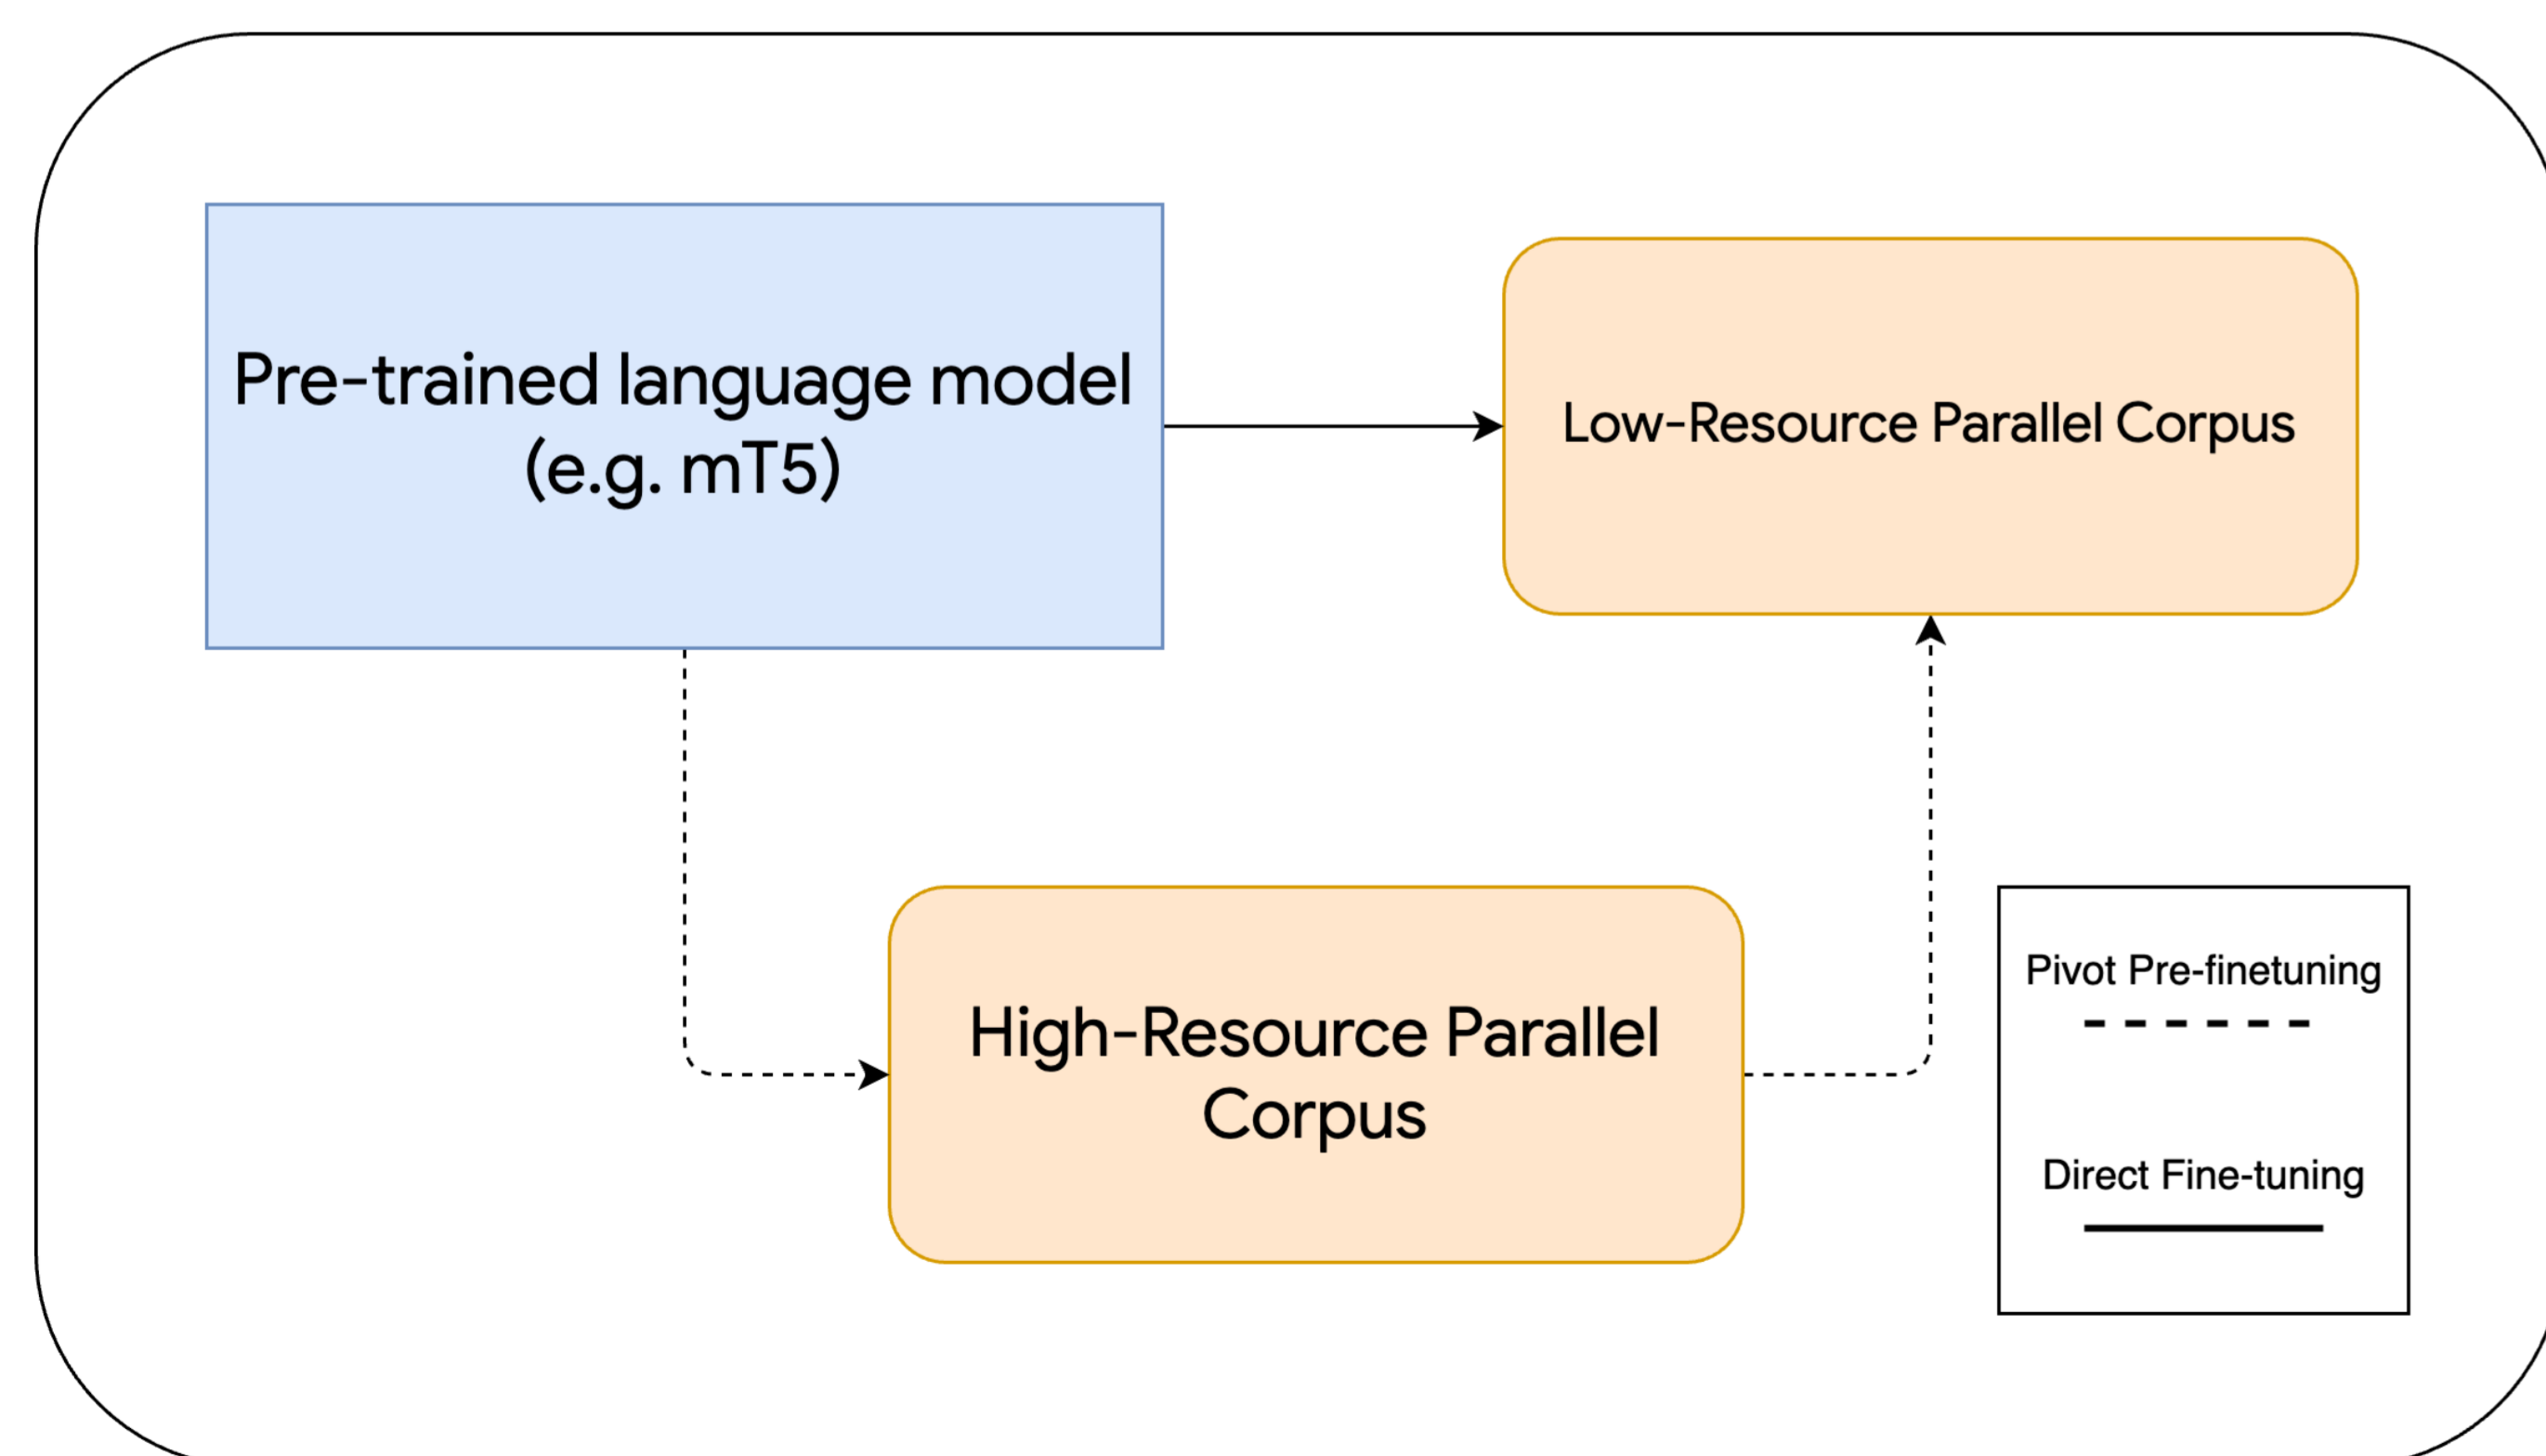 Pre-trained language model
(e.g. mT5)
Low-Resource Parallel Corpus
High-Resource Parallel
Corpus
Pivot Pre-finetuning
Direct Fine-tuning